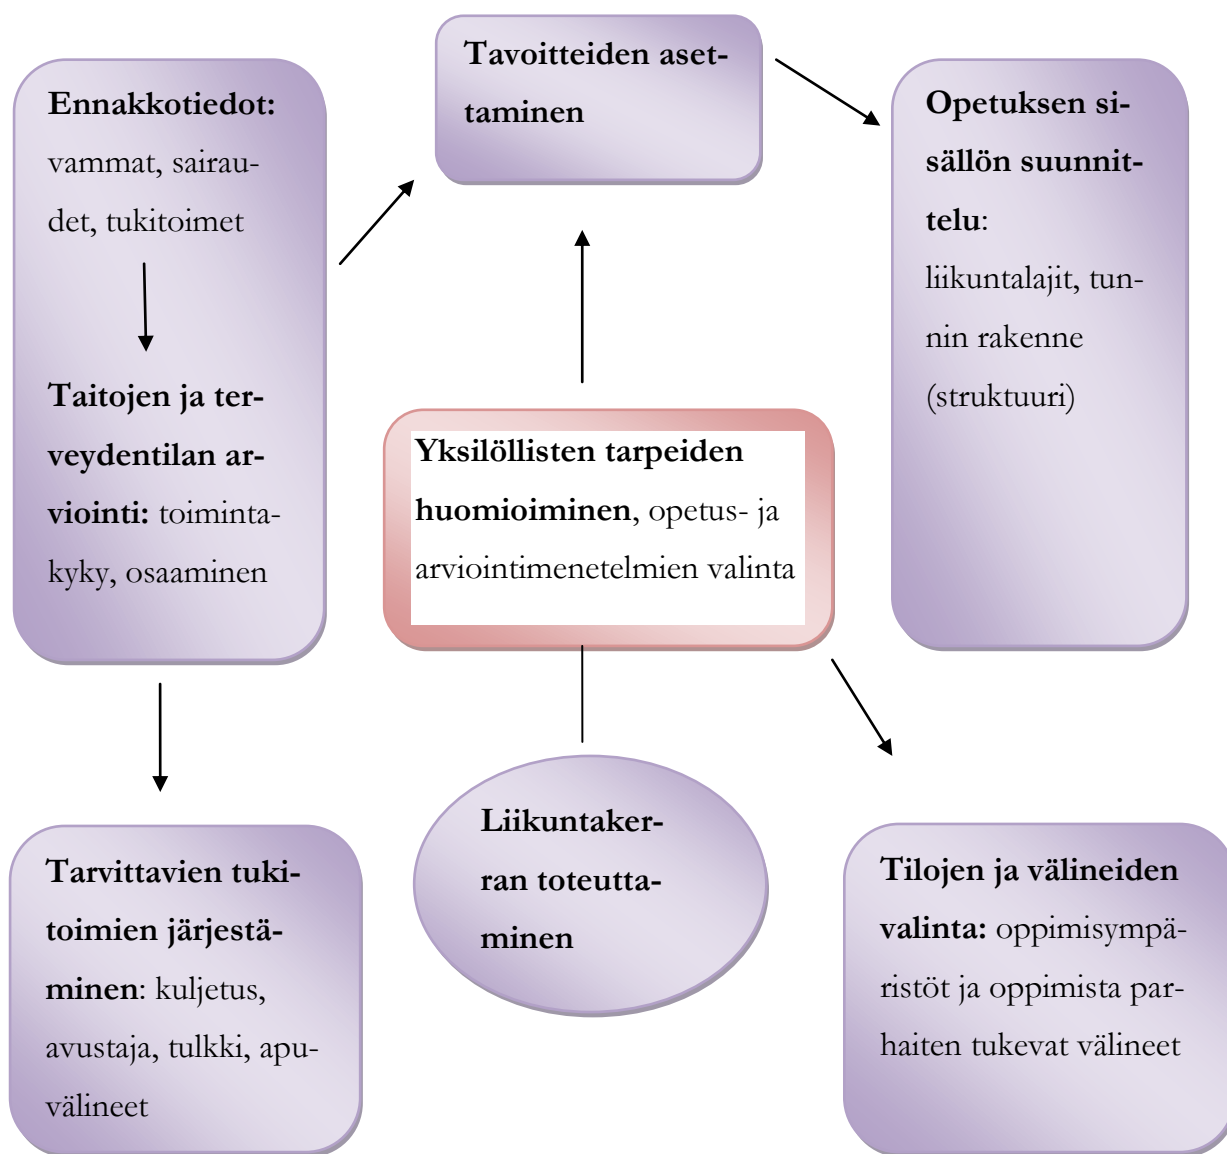 Ennakkotiedot:
vammat, sairau-
det, tukitoimet
Taitojen ja ter-
veydentilan ar-
viointi: toiminta-
kyky, osaaminen
Tavoitteiden aset-
taminen
Opetuksen si-
sällön suunnit-
telu:
liikuntalajit, tun-
nin rakenne
(struktuuri)
Yksilöllisten tarpeiden
huomioiminen, opetus- ja
arviointimenetelmien valinta
Tarvittavien tuki-
toimien järjestä-
minen: kuljetus,
avustaja, tulkki, apu-
välineet
Liikuntaker-
ran toteutta-
minen
Tilojen ja välineiden
valinta: oppimisympä-
ristöt ja oppimista par-
haiten tukevat välineet